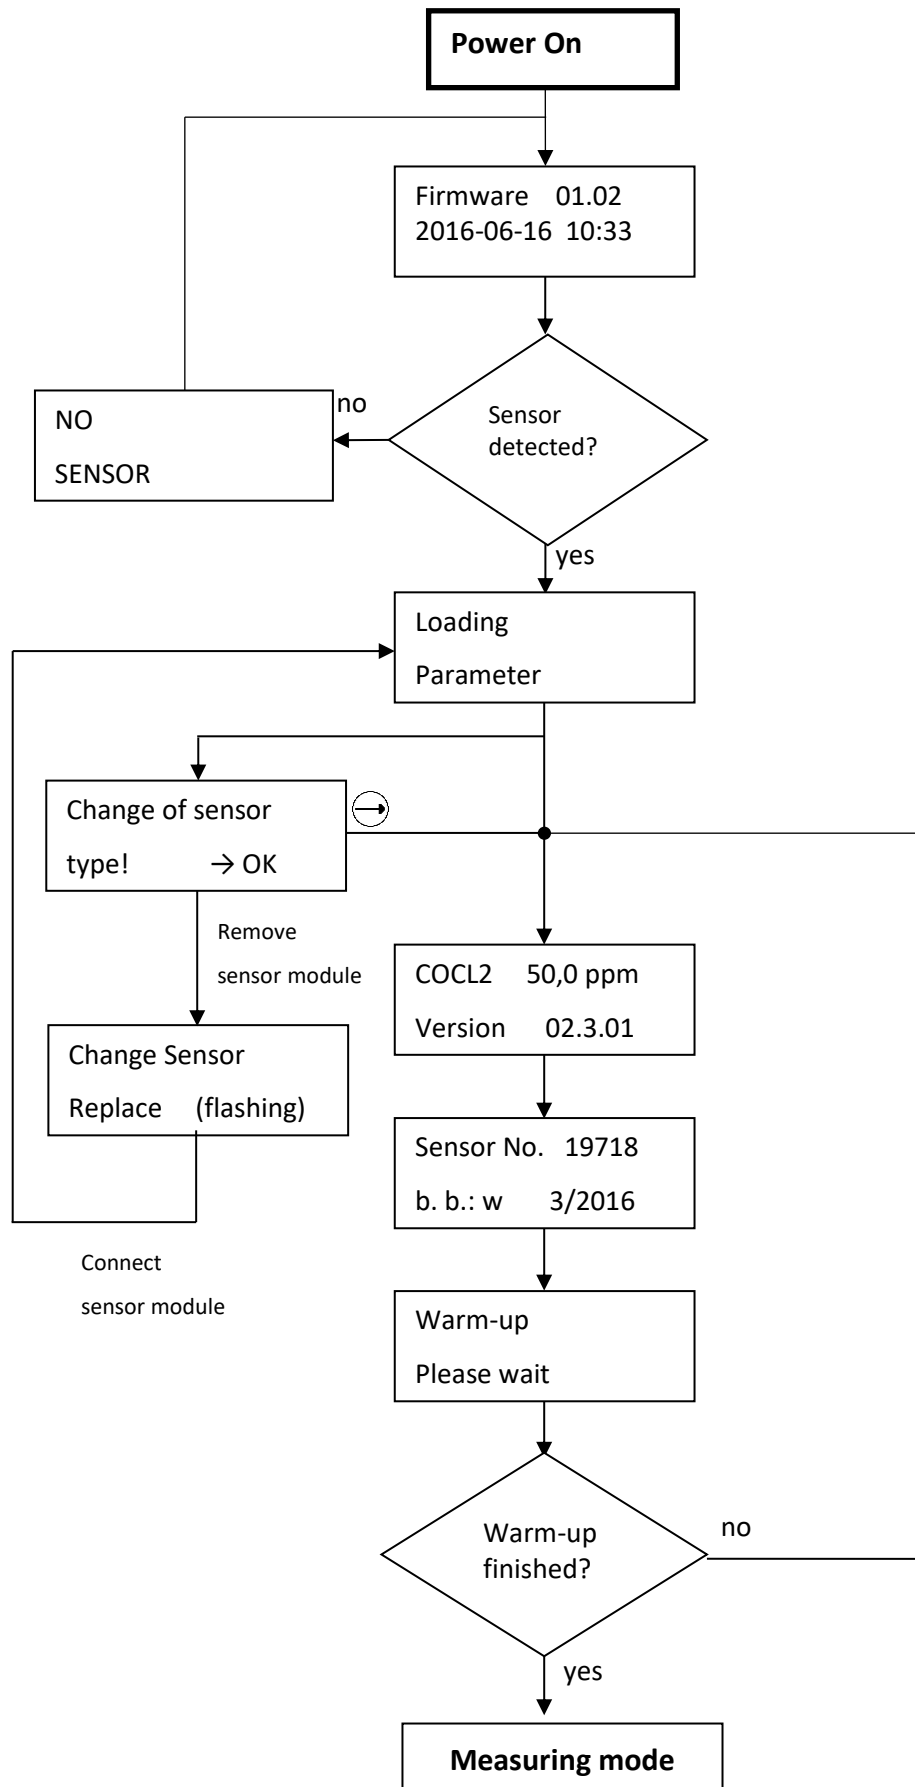 Power On
Firmware 01.02
2016-06-16 10:33
Sensor
detected?
no
NO
SENSOR
yes
Loading
Parameter
Change of sensor
type! → OK
Remove
sensor module
COCL2 50,0 ppm
Version 02.3.01
Change Sensor
Replace (flashing)
Sensor No. 19718
b. b.: w 3/2016
Connect
sensor module
Warm-up
Please wait
Warm-up
finished?
no
yes
Measuring mode